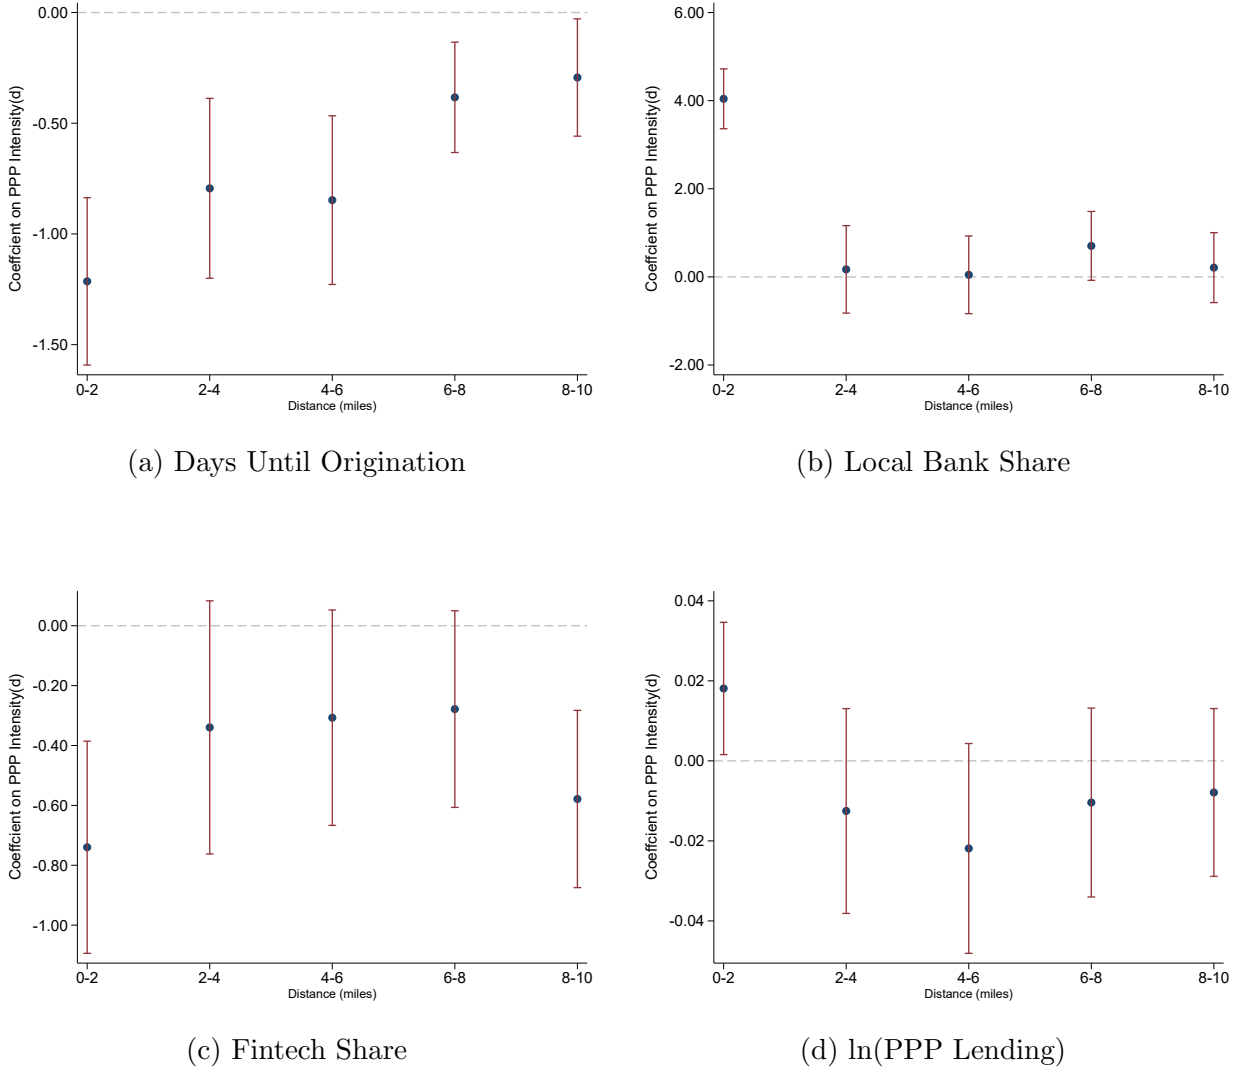 0.00
-0.50
-1.00
-1.50
Coeffcient on PPP Intensity(d)
0-2 2-4 4-6 6-8 8-10
Distance (miles)
(a) Days Until Origination
6.00
4.00
2.00
0.00
-2.00
Coeffcient on PPP Intensity(d)
0-2 2-4 4-6 6-8 8-10
Distance (miles)
(b) Local Bank Share
0.00
-0.20
-0.40
-0.60
-0.80
-1.00
Coeffcient on PPP Intensity(d)
0-2 2-4 4-6 6-8 8-10
Distance (miles)
(c) Fintech Share
0.04
0.02
0.00
-0.02
-0.04
Coeffcient on PPP Intensity(d)
0-2 2-4 4-6 6-8 8-10
Distance (miles)
(d) ln(PPP Lending)